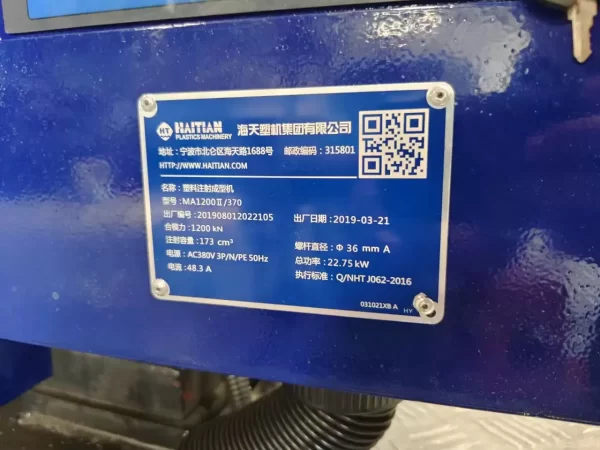 HT HAITIAN 海天塑机集团有限公司
PLASTICS MACHINERY
地址：宁波市北仑区海天路1688号 邮政编码：315801
HTTP://WWW.HAITIAN.COM
名称：塑料注射成型机
型号：MA1200Ⅱ/370
出厂编号：201908012022105 出厂日期：2019-03-21
合模力：1200 kN
注射容量：173 cm³ 螺杆直径：Φ 36 mm A
电源：AC380V 3P/N/PE 50Hz 总功率：22.75kW
电流：48.3 A 执行标准：Q/NHT J062-2016
031021XB A HY